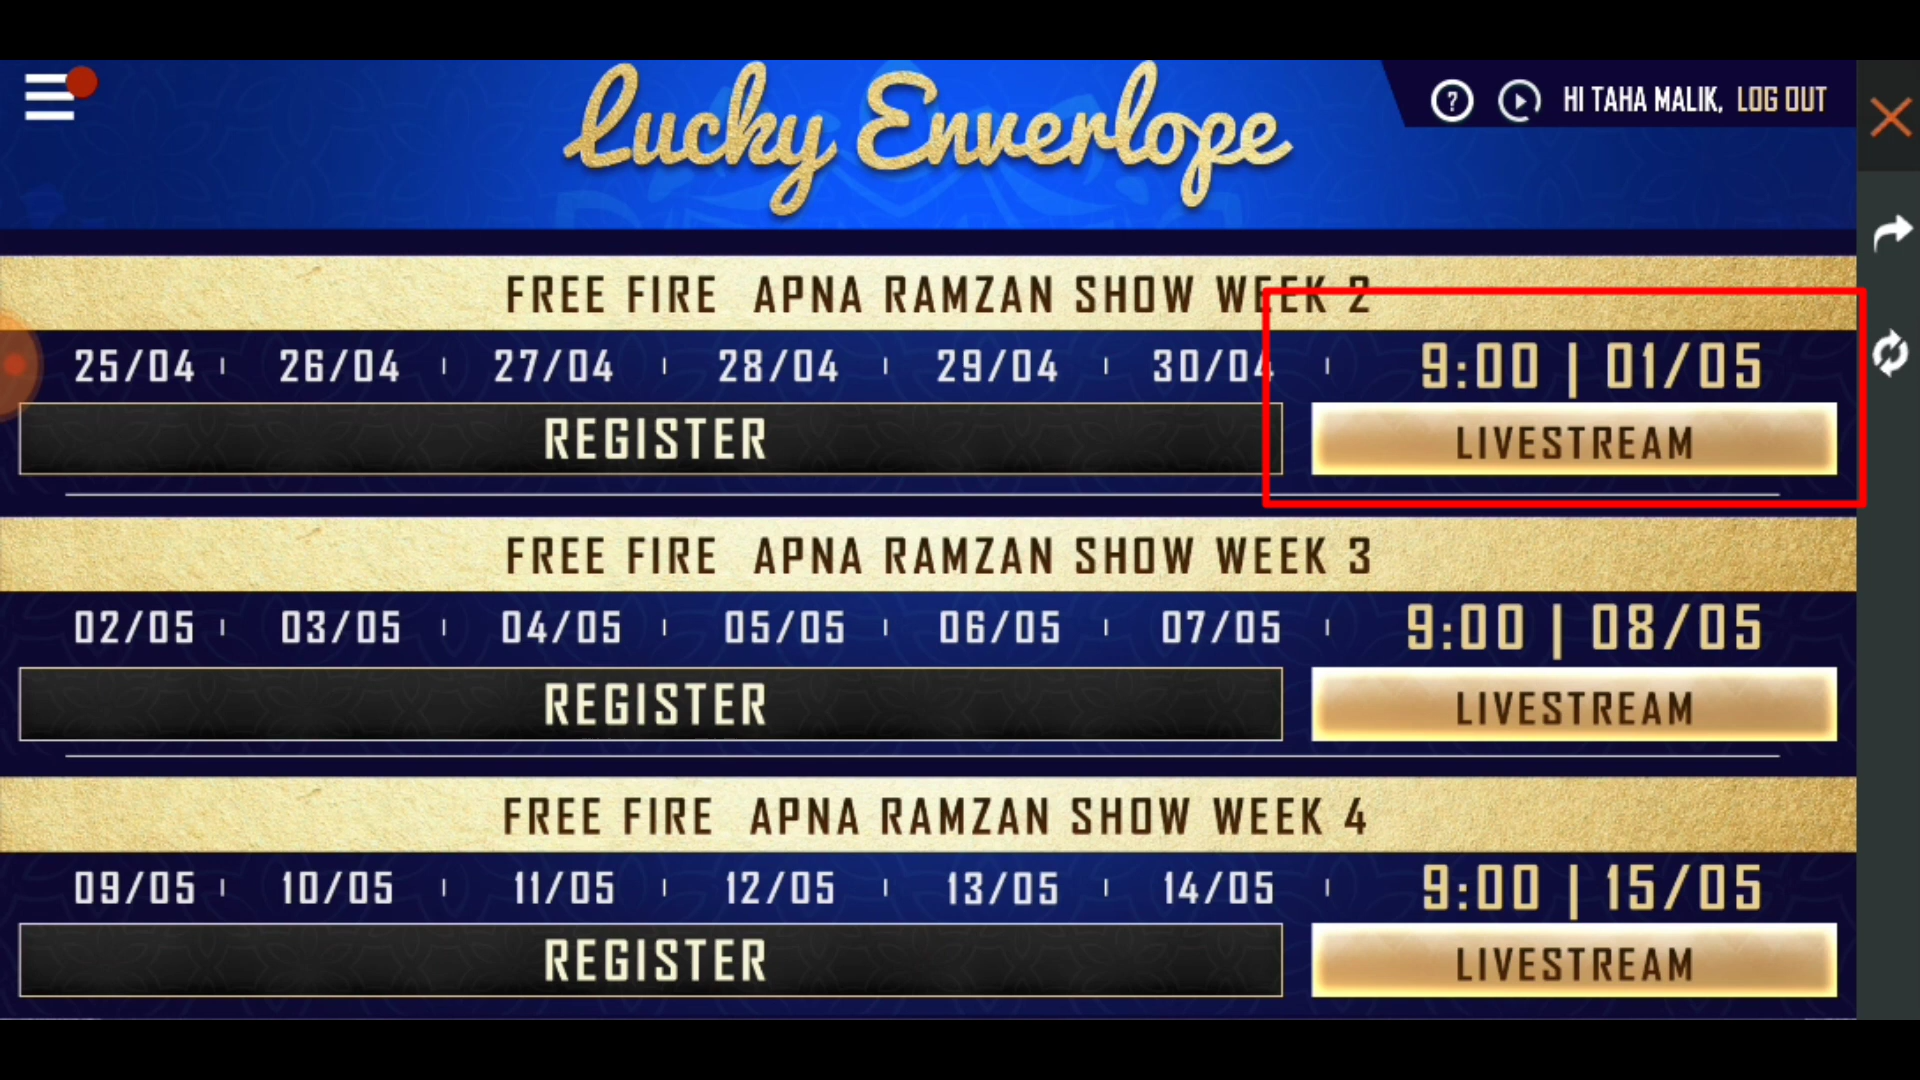 Lucky Enverlope
? HI TAHA MALIK, LOG OUT
FREE FIRE APNA RAMZAN SHOW WEEK 2
25/04 26/04 27/04 28/04 29/04 30/04 9:00 | 01/05
REGISTER LIVESTREAM
FREE FIRE APNA RAMZAN SHOW WEEK 3
02/05 03/05 04/05 05/05 06/05 07/05 9:00 | 08/05
REGISTER LIVESTREAM
FREE FIRE APNA RAMZAN SHOW WEEK 4
09/05 10/05 11/05 12/05 13/05 14/05 9:00 | 15/05
REGISTER LIVESTREAM